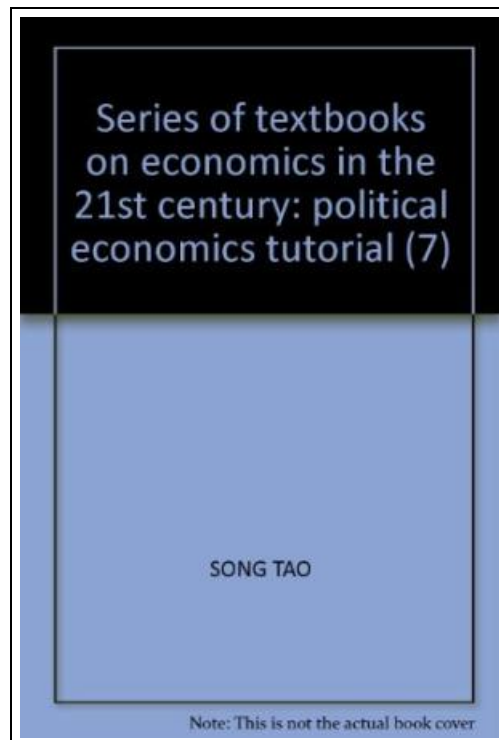 Series of textbooks
on economics in the
21st century: political
economics tutorial (7)
SONG TAO
Note: This is not the actual book cover